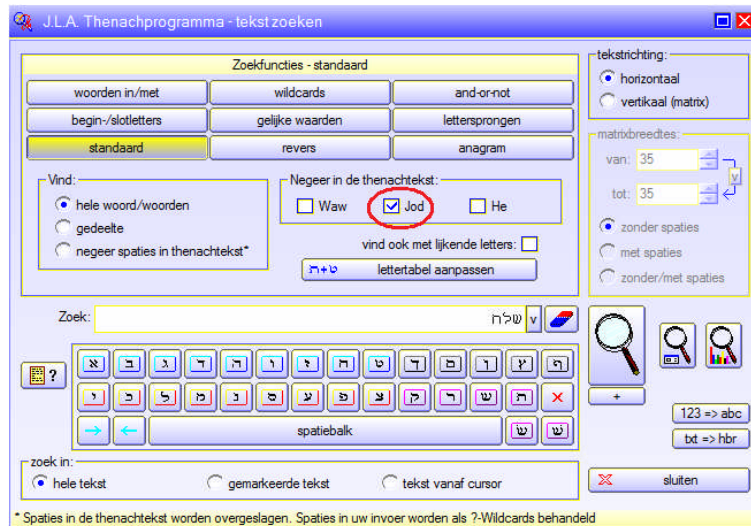 J.L.A. Thenachprogramma - tekst zoeken
Zoekfuncties - standaard
woorden in/met wildcards and-or-not
begin-/slotletters gelijke waarden lettersprongen
standaard revers anagram
Vind:
hele woord/woorden
gedeelte
negeer spaties in thenachtekst*
Negeer in de thenachtekst:
Waw Jod He
vind ook met lijkende letters:
ט+ת lettertabel aanpassen
tekstrichting:
horizontaal
vertikaal (matrix)
matrixbreedtes:
van: 35
v
tot: 35
zonder spaties
met spaties
zonder/met spaties
Zoek: שלח v
?
א ב ג ד ה ו ז ח ט ך ם ן ץ ף
י כ ל מ נ ס ע פ צ ק ר ש ת X
→ ← spatiebalk שׂ שׁ
+
123 => abc
txt => hbr
zoek in:
hele tekst gemarkeerde tekst tekst vanaf cursor
sluiten
* Spaties in de thenachtekst worden overgeslagen. Spaties in uw invoer worden als ?-Wildcards behandeld